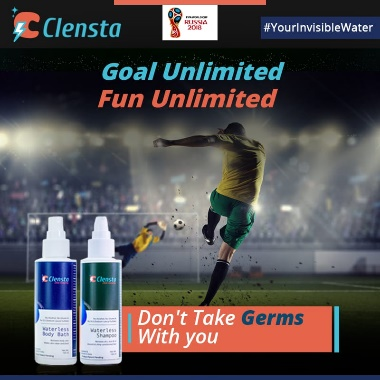 Clensta
RUSSIA
2018
#YourInvisibleWater
Goal Unlimited
Fun Unlimited
Clensta
Waterless
Body Bath
Clensta
Waterless
Shampoo
Don't Take Germs
With you